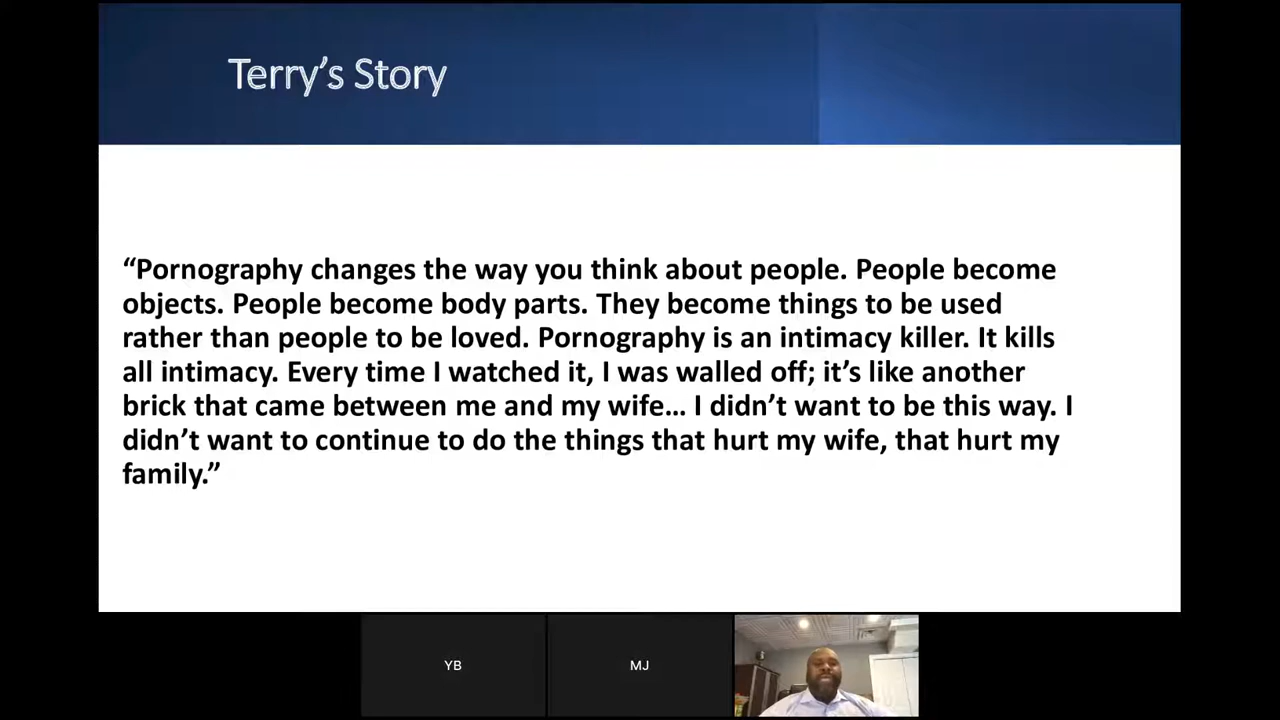 Terry’s Story
“Pornography changes the way you think about people. People become
objects. People become body parts. They become things to be used
rather than people to be loved. Pornography is an intimacy killer. It kills
all intimacy. Every time I watched it, I was walled off; it’s like another
brick that came between me and my wife... I didn’t want to be this way. I
didn’t want to continue to do the things that hurt my wife, that hurt my
family.”
YB
MJ